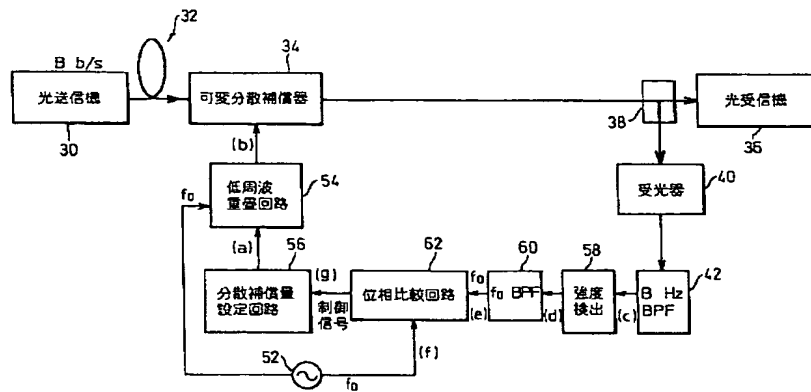 32
B b/s
34
光送信機
可変分散補償器
光受信機
30
38
36
(b)
f₀
低周波
重畳回路
54
受光器
40
(a)
56
62
60
58
42
分散補償量
設定回路
(g)
制御
信号
位相比較回路
f₀
(e)
f₀ BPF
(d)
強度
検出
(c)
B Hz
BPF
(f)
52
f₀